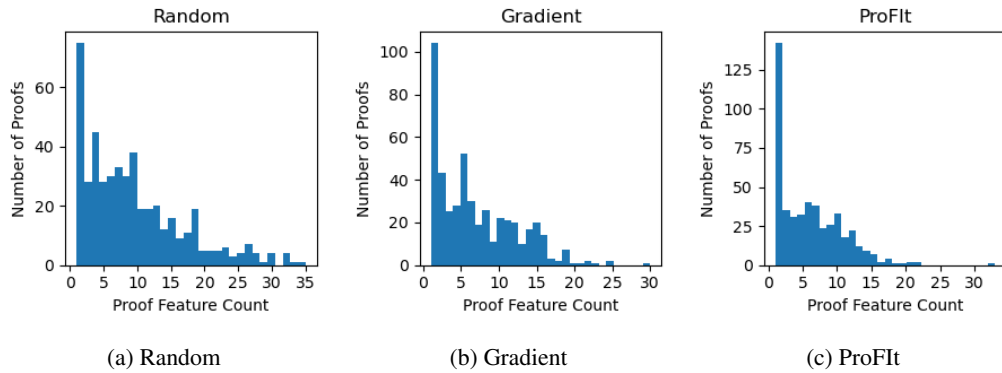 Random
Number of Proofs
60
40
20
0
0 5 10 15 20 25 30 35
Proof Feature Count
(a) Random
Gradient
Number of Proofs
100
80
60
40
20
0
0 5 10 15 20 25 30
Proof Feature Count
(b) Gradient
ProFIt
Number of Proofs
125
100
75
50
25
0
0 10 20 30
Proof Feature Count
(c) ProFIt